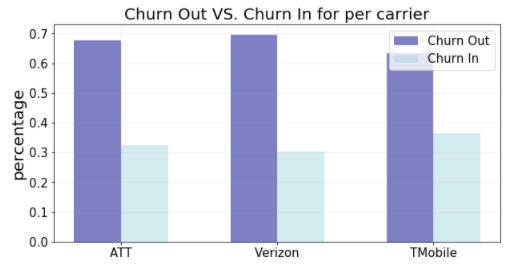 Churn Out VS. Churn In for per carrier
Churn Out
Churn In
percentage
0.7
0.6
0.5
0.4
0.3
0.2
0.1
0.0
ATT
Verizon
TMobile